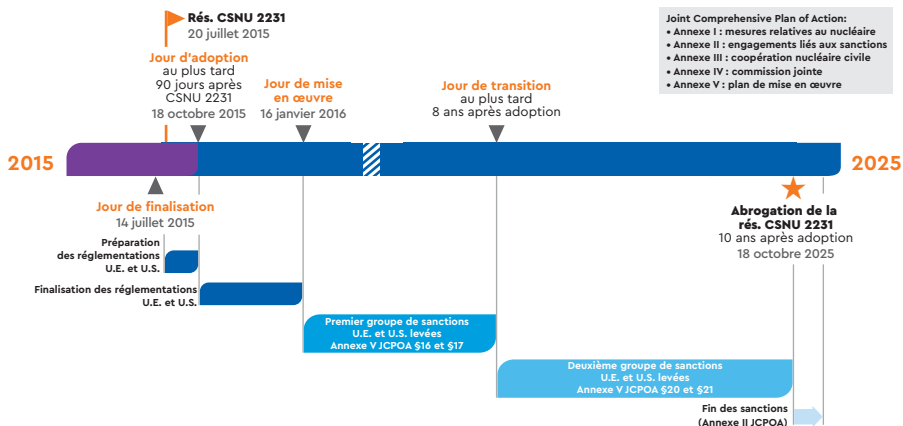 Rés. CSNU 2231
20 juillet 2015
Joint Comprehensive Plan of Action:
• Annexe I : mesures relatives au nucléaire
• Annexe II : engagements liés aux sanctions
• Annexe III : coopération nucléaire civile
• Annexe IV : commission jointe
• Annexe V : plan de mise en œuvre
Jour d'adoption
au plus tard
90 jours après
CSNU 2231
18 octobre 2015
Jour de mise
en œuvre
16 janvier 2016
Jour de transition
au plus tard
8 ans après adoption
2015
2025
Jour de finalisation
14 juillet 2015
Abrogation de la
rés. CSNU 2231
10 ans après adoption
18 octobre 2025
Préparation
des réglementations
U.E. et U.S.
Finalisation des réglementations
U.E. et U.S.
Premier groupe de sanctions
U.E. et U.S. levées
Annexe V JCPOA §16 et §17
Deuxième groupe de sanctions
U.E. et U.S. levées
Annexe V JCPOA §20 et §21
Fin des sanctions
(Annexe II JCPOA)